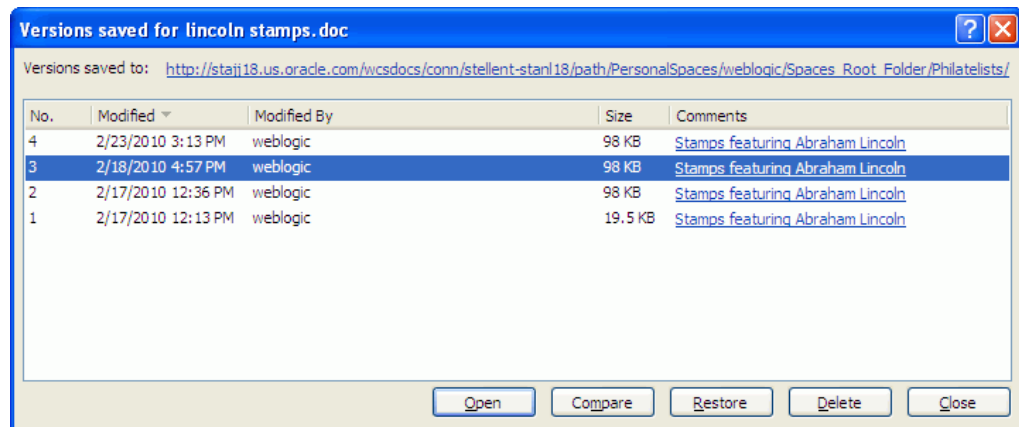 Versions saved for lincoln stamps.doc
Versions saved to: http://stajj18.us.oracle.com/wcsdocs/conn/stellent-stanl18/path/PersonalSpaces/weblogic/Spaces_Root_Folder/Philatelists/
No. Modified Modified By Size Comments
4 2/23/2010 3:13 PM weblogic 98 KB Stamps featuring Abraham Lincoln
3 2/18/2010 4:57 PM weblogic 98 KB Stamps featuring Abraham Lincoln
2 2/17/2010 12:36 PM weblogic 98 KB Stamps featuring Abraham Lincoln
1 2/17/2010 12:13 PM weblogic 19.5 KB Stamps featuring Abraham Lincoln
Open Compare Restore Delete Close